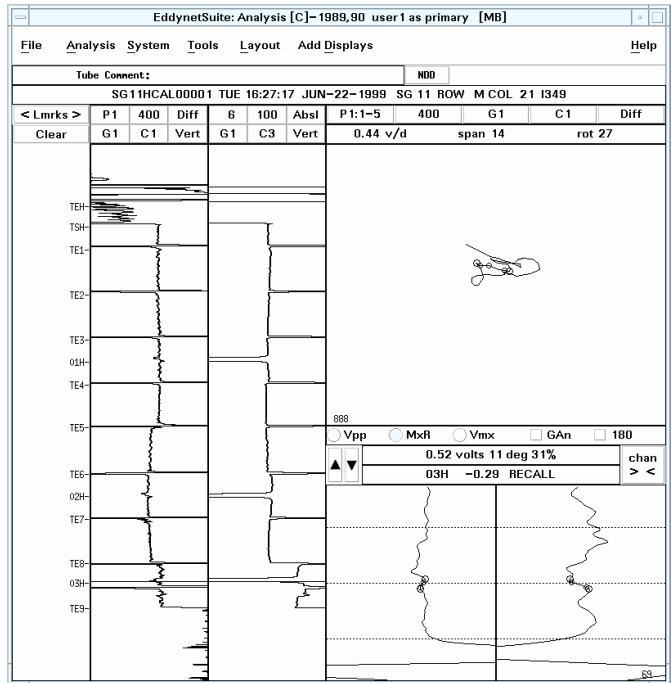 EddynetSuite: Analysis [C]-1989,90 user1 as primary [MB]
File Analysis System Tools Layout Add Displays Help
Tube Comment: NDD
SG11HCAL00001 TUE 16:27:17 JUN-22-1999 SG 11 ROW M COL 21 I349
< Lmrks > P1 400 Diff 6 100 Absl P1:1-5 400 G1 C1 Diff
Clear G1 C1 Vert G1 C3 Vert 0.44 v/d span 14 rot 27
TEH
TSH
TE1
TE2
TE3
01H
TE4
TE5
TE6
02H
TE7
TE8
03H
TE9
888
Vpp MxR Vmx GAn 180
0.52 volts 11 deg 31% chan
03H -0.29 RECALL > <
69